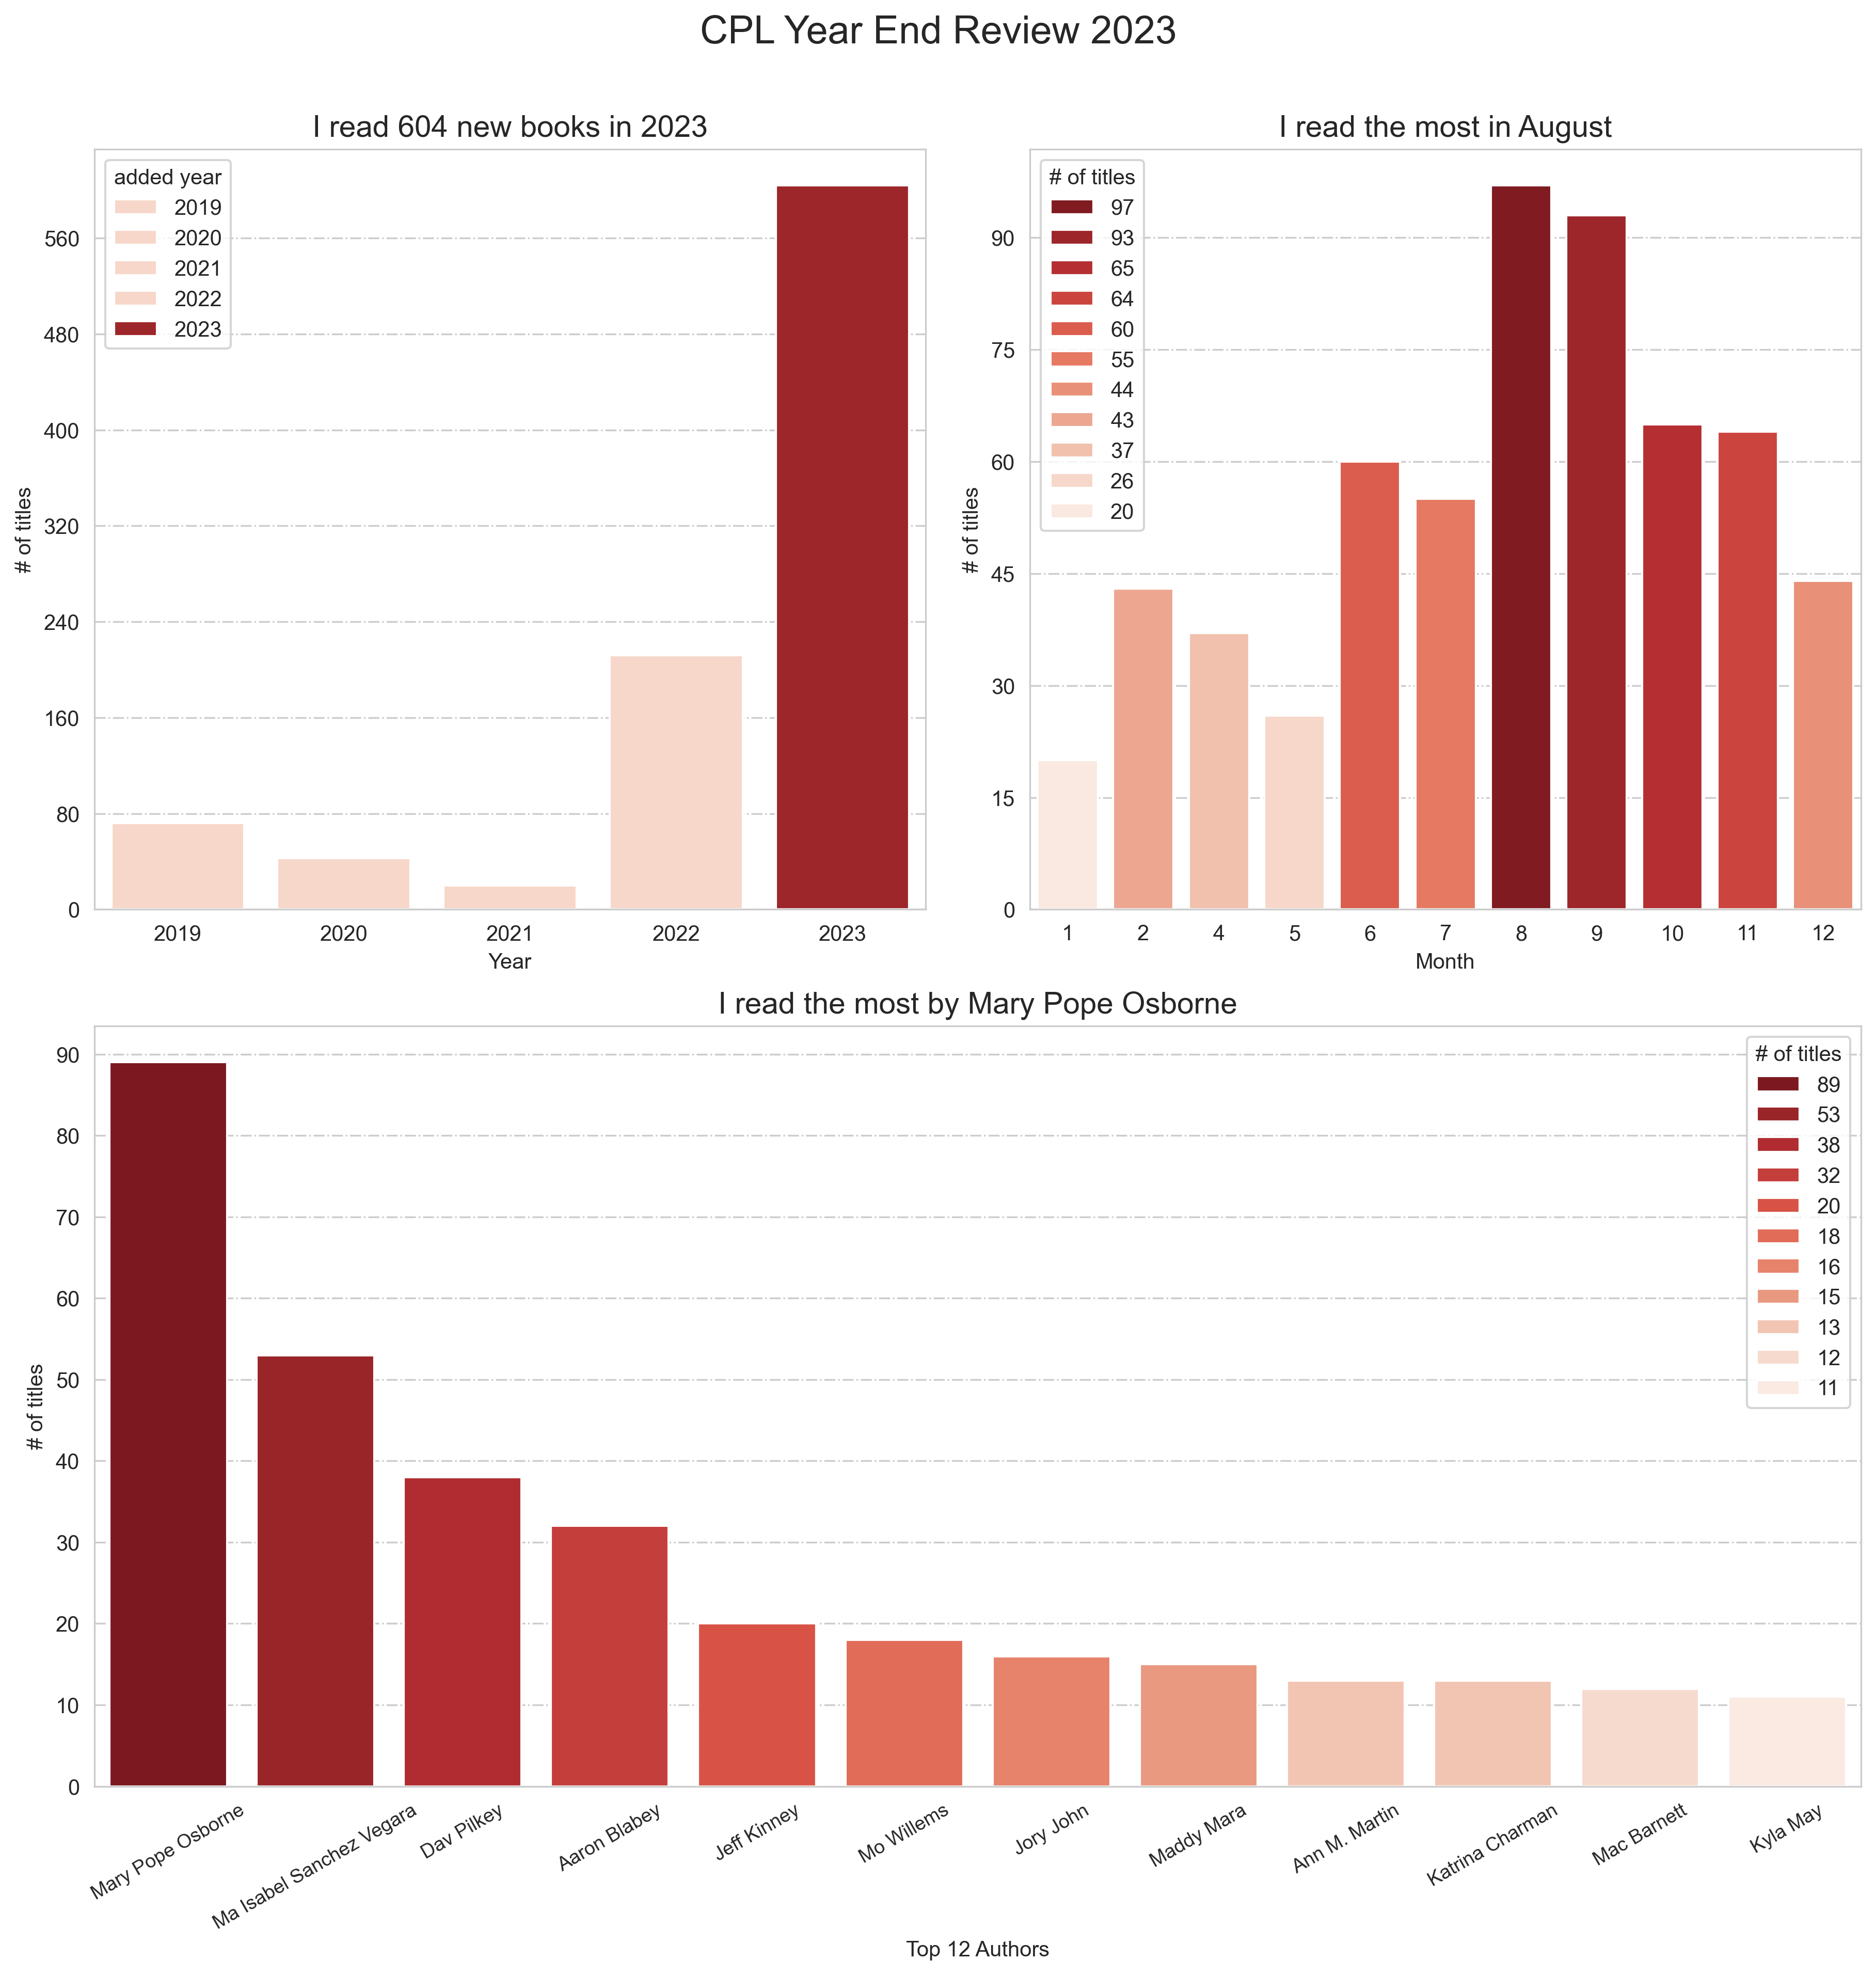 CPL Year End Review 2023
I read 604 new books in 2023
# of titles
560
480
400
320
240
160
80
0
added year
2019
2020
2021
2022
2023
2019 2020 2021 2022 2023
Year
I read the most in August
# of titles
90
75
60
45
30
15
0
# of titles
97
93
65
64
60
55
44
43
37
26
20
1 2 4 5 6 7 8 9 10 11 12
Month
I read the most by Mary Pope Osborne
# of titles
90
80
70
60
50
40
30
20
10
0
# of titles
89
53
38
32
20
18
16
15
13
12
11
Mary Pope Osborne
Ma Isabel Sanchez Vegara
Dav Pilkey
Aaron Blabey
Jeff Kinney
Mo Willems
Jory John
Maddy Mara
Ann M. Martin
Katrina Charman
Mac Barnett
Kyla May
Top 12 Authors